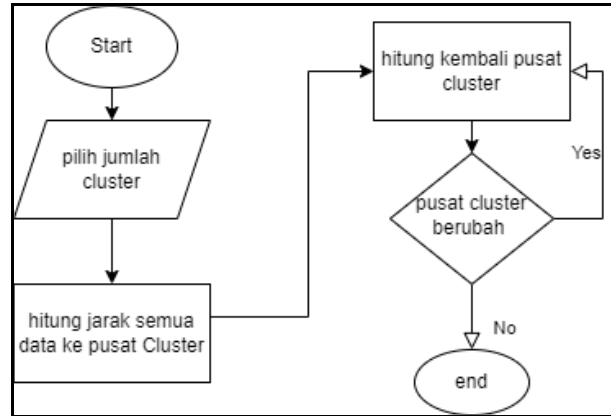 Start
pilih jumlah
cluster
hitung jarak semua
data ke pusat Cluster
hitung kembali pusat
cluster
Yes
pusat cluster
berubah
No
end